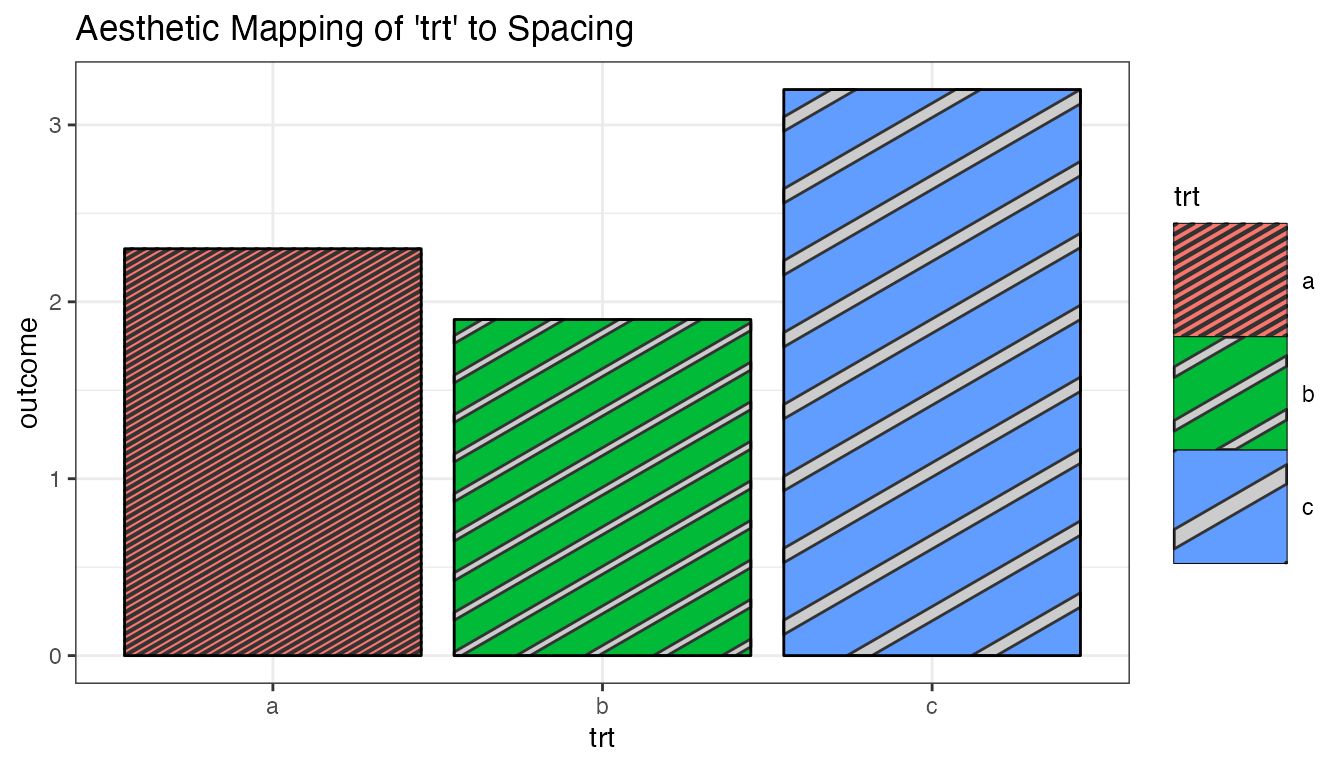 Aesthetic Mapping of 'trt' to Spacing
outcome
3
2
1
0
a
b
c
trt
trt
a
b
c